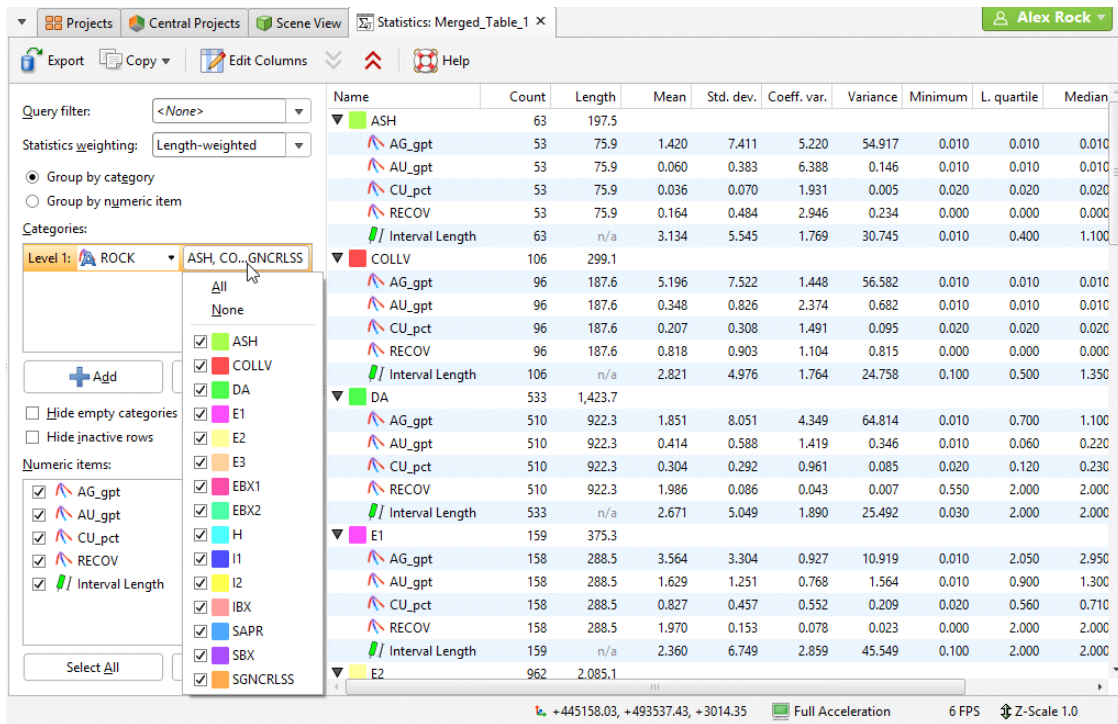 Projects Central Projects Scene View Statistics: Merged_Table_1 × Alex Rock
Export Copy Edit Columns Help
Query filter: <None>
Statistics weighting: Length-weighted
Group by category
Group by numeric item
Categories:
Level 1: ROCK ASH, CO...GNCRLSS
All
None
ASH
COLLV
DA
E1
E2
E3
EBX1
EBX2
H
I1
I2
IBX
SAPR
SBX
SGNCRLSS
Add
Hide empty categories
Hide inactive rows
Numeric items:
AG_gpt
AU_gpt
CU_pct
RECOV
Interval Length
Select All
Name Count Length Mean Std. dev. Coeff. var. Variance Minimum L. quartile Median
ASH 63 197.5
AG_gpt 53 75.9 1.420 7.411 5.220 54.917 0.010 0.010 0.010
AU_gpt 53 75.9 0.060 0.383 6.388 0.146 0.010 0.010 0.010
CU_pct 53 75.9 0.036 0.070 1.931 0.005 0.020 0.020 0.020
RECOV 53 75.9 0.164 0.484 2.946 0.234 0.000 0.000 0.000
Interval Length 63 n/a 3.134 5.545 1.769 30.745 0.010 0.400 1.100
COLLV 106 299.1
AG_gpt 96 187.6 5.196 7.522 1.448 56.582 0.010 0.010 0.010
AU_gpt 96 187.6 0.348 0.826 2.374 0.682 0.010 0.010 0.010
CU_pct 96 187.6 0.207 0.308 1.491 0.095 0.020 0.020 0.020
RECOV 96 187.6 0.818 0.903 1.104 0.815 0.000 0.000 0.000
Interval Length 106 n/a 2.821 4.976 1.764 24.758 0.100 0.500 1.350
DA 533 1,423.7
AG_gpt 510 922.3 1.851 8.051 4.349 64.814 0.010 0.700 1.100
AU_gpt 510 922.3 0.414 0.588 1.419 0.346 0.010 0.060 0.220
CU_pct 510 922.3 0.304 0.292 0.961 0.085 0.020 0.120 0.230
RECOV 510 922.3 1.986 0.086 0.043 0.007 0.550 2.000 2.000
Interval Length 533 n/a 2.671 5.049 1.890 25.492 0.030 2.000 2.000
E1 159 375.3
AG_gpt 158 288.5 3.564 3.304 0.927 10.919 0.010 2.050 2.950
AU_gpt 158 288.5 1.629 1.251 0.768 1.564 0.010 0.900 1.300
CU_pct 158 288.5 0.827 0.457 0.552 0.209 0.020 0.560 0.710
RECOV 158 288.5 1.970 0.153 0.078 0.023 0.000 2.000 2.000
Interval Length 159 n/a 2.360 6.749 2.859 45.549 0.100 2.000 2.000
E2 962 2,085.1
+445158.03, +493537.43, +3014.35 Full Acceleration 6 FPS Z-Scale 1.0